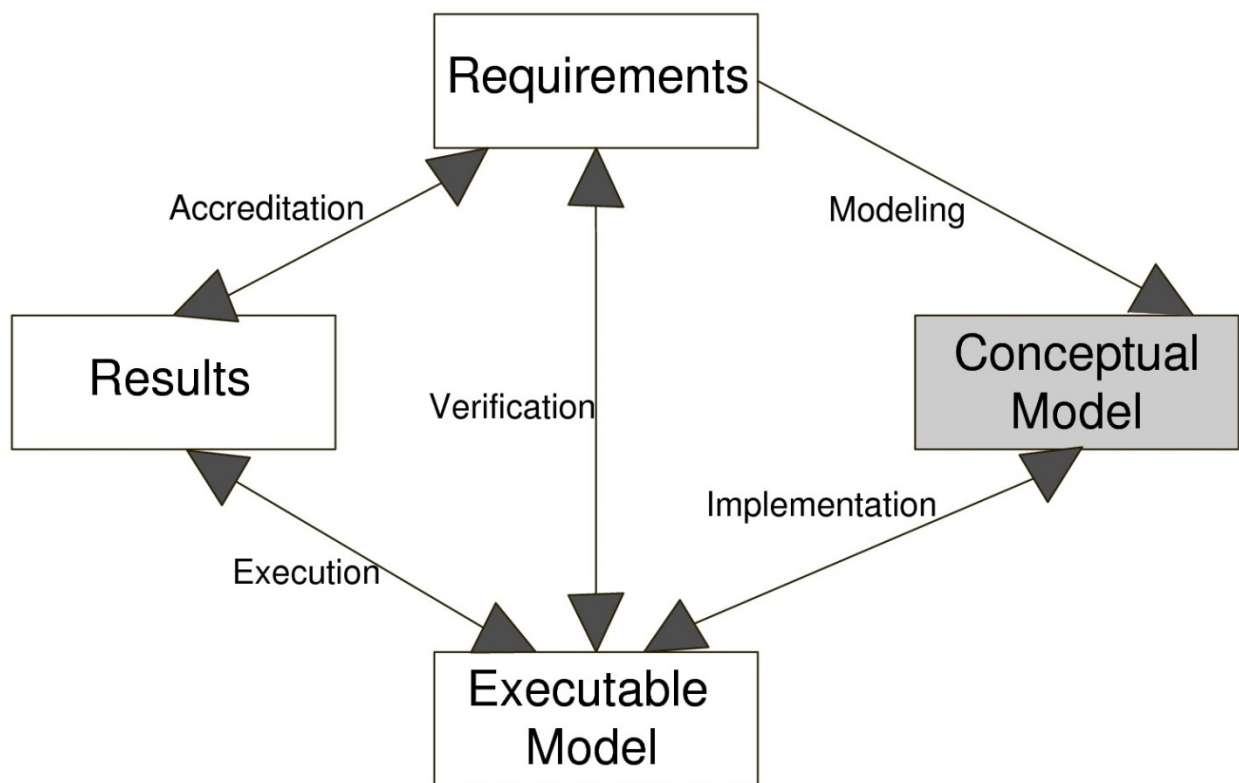 Requirements
Accreditation
Modeling
Results
Verification
Conceptual
Model
Implementation
Execution
Executable
Model